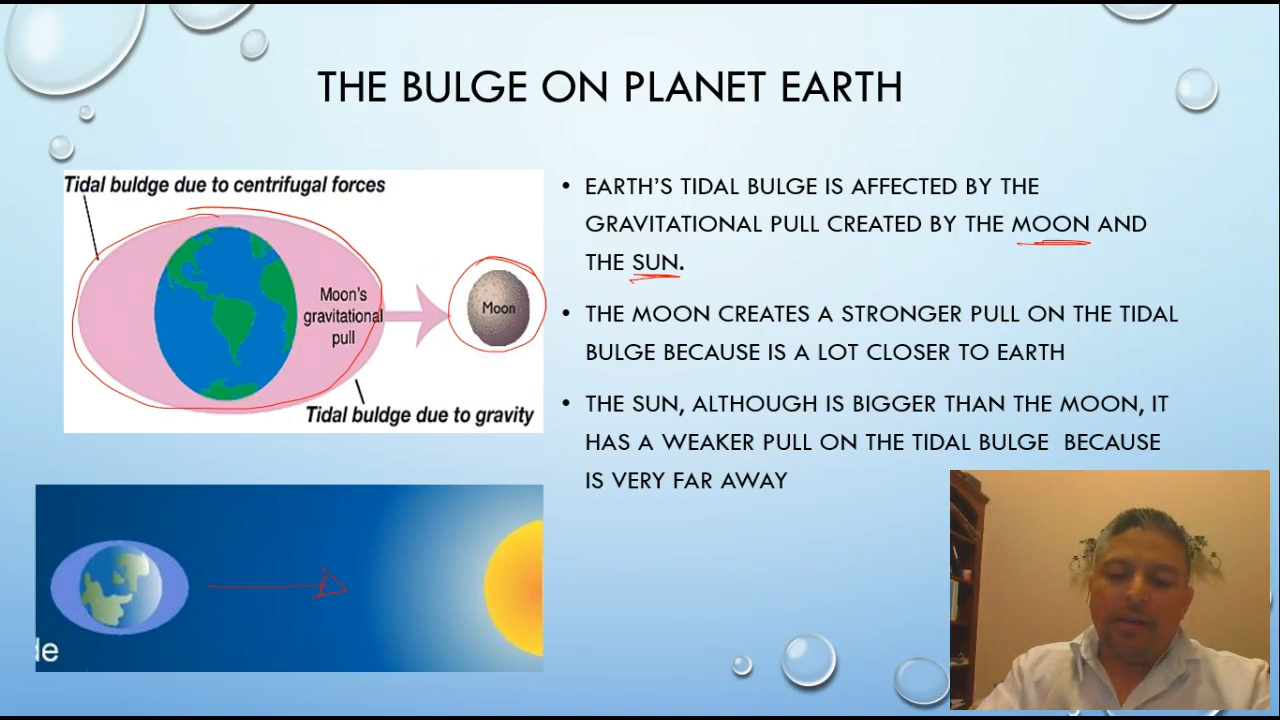 THE BULGE ON PLANET EARTH
Tidal buldge due to centrifugal forces
Moon's
gravitational
pull
Moon
Tidal buldge due to gravity
de
• EARTH'S TIDAL BULGE IS AFFECTED BY THE
GRAVITATIONAL PULL CREATED BY THE MOON AND
THE SUN.
• THE MOON CREATES A STRONGER PULL ON THE TIDAL
BULGE BECAUSE IS A LOT CLOSER TO EARTH
• THE SUN, ALTHOUGH IS BIGGER THAN THE MOON, IT
HAS A WEAKER PULL ON THE TIDAL BULGE BECAUSE
IS VERY FAR AWAY